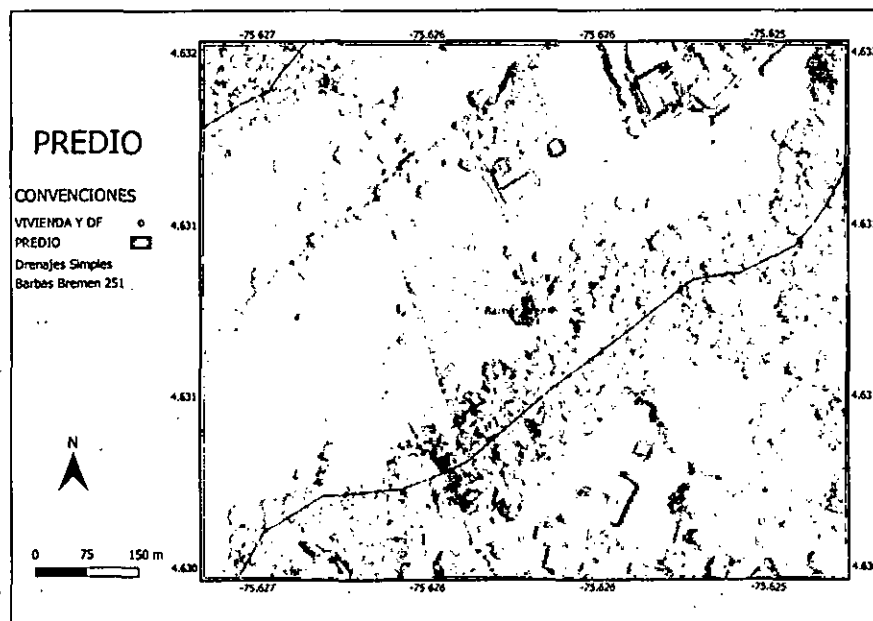 -75.627 -75.626 -75.626 -75.625
4.632
PREDIO
CONVENCIONES
VIVIENDA Y DF
PREDIO
Drenajes Simples
Barbas Bremen 251
4.631
4.631
4.630
N
0 75 150 m
-75.627 -75.626 -75.626 -75.625